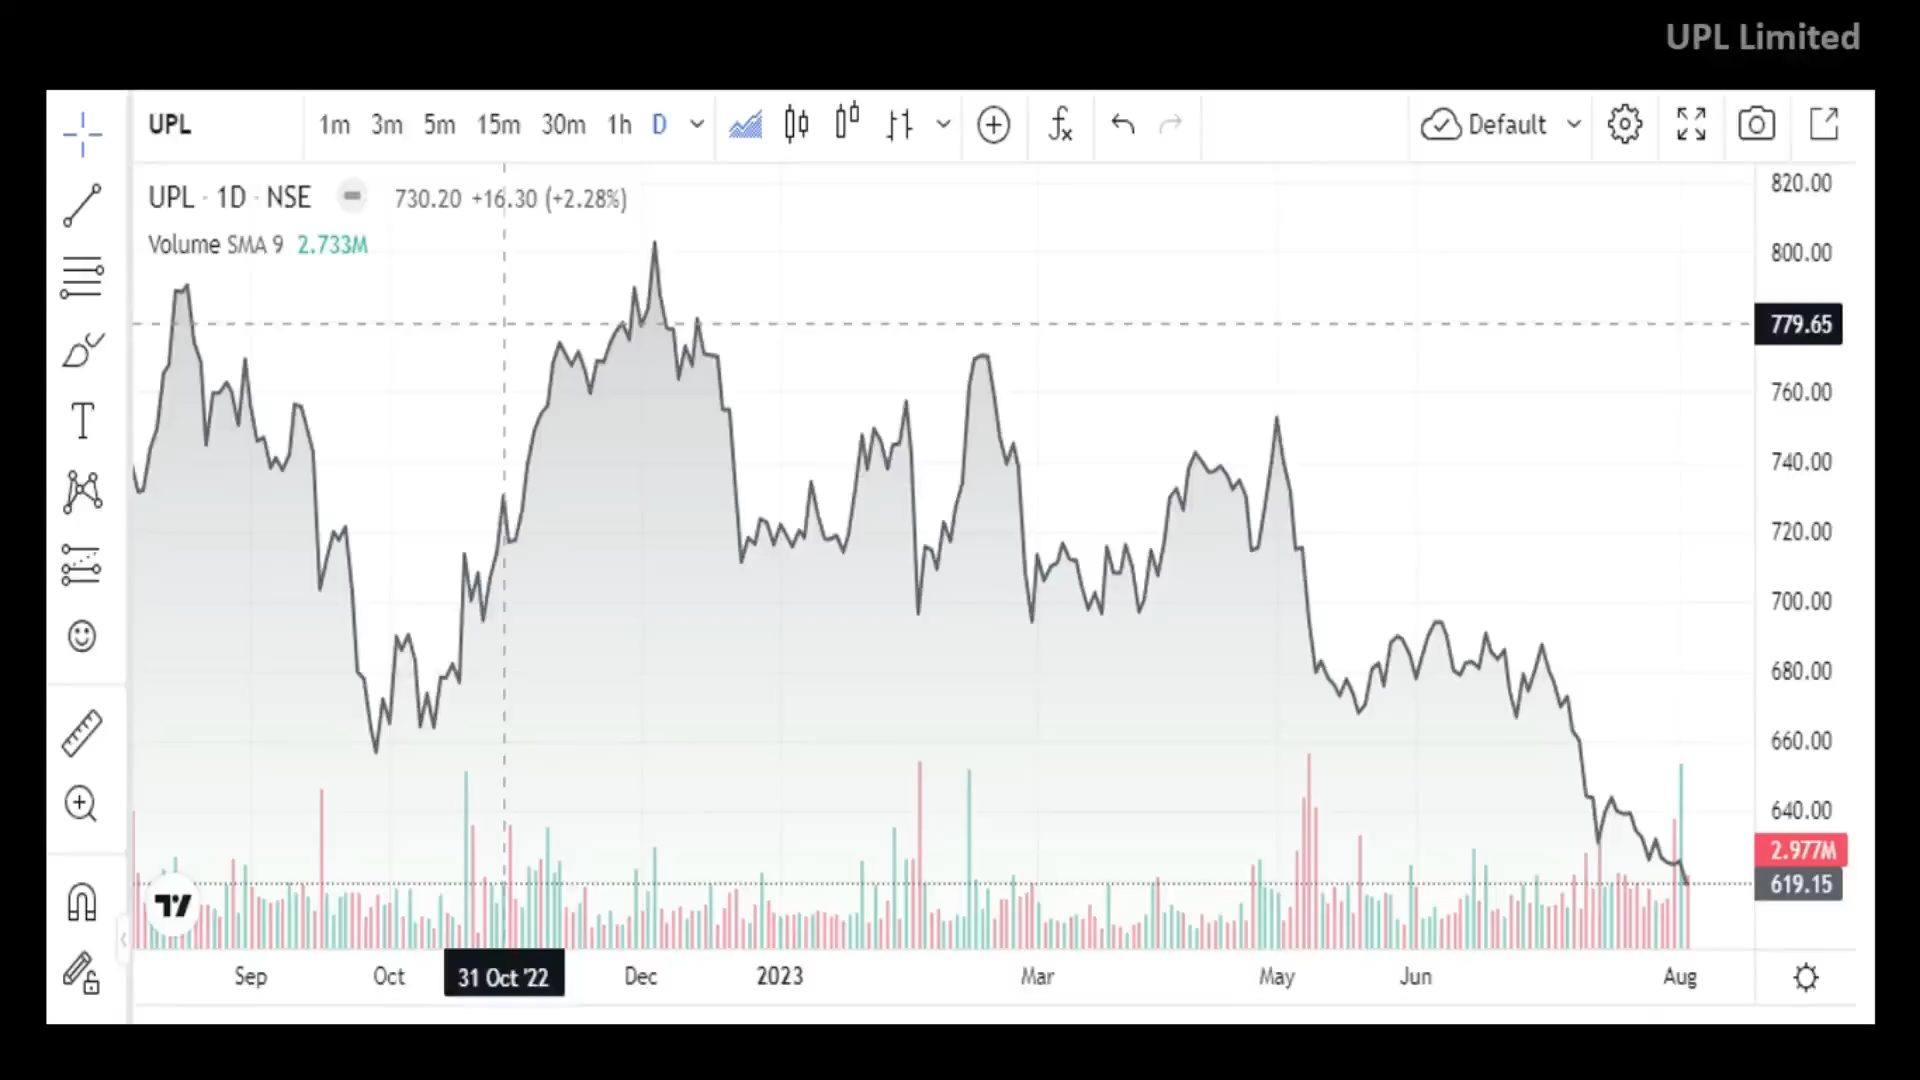 UPL Limited
UPL 1m 3m 5m 15m 30m 1h D Default
UPL · 1D · NSE 730.20 +16.30 (+2.28%)
Volume SMA 9 2.733M
820.00
800.00
779.65
760.00
740.00
720.00
700.00
680.00
660.00
640.00
2.977M
619.15
Sep Oct 31 Oct '22 Dec 2023 Mar May Jun Aug